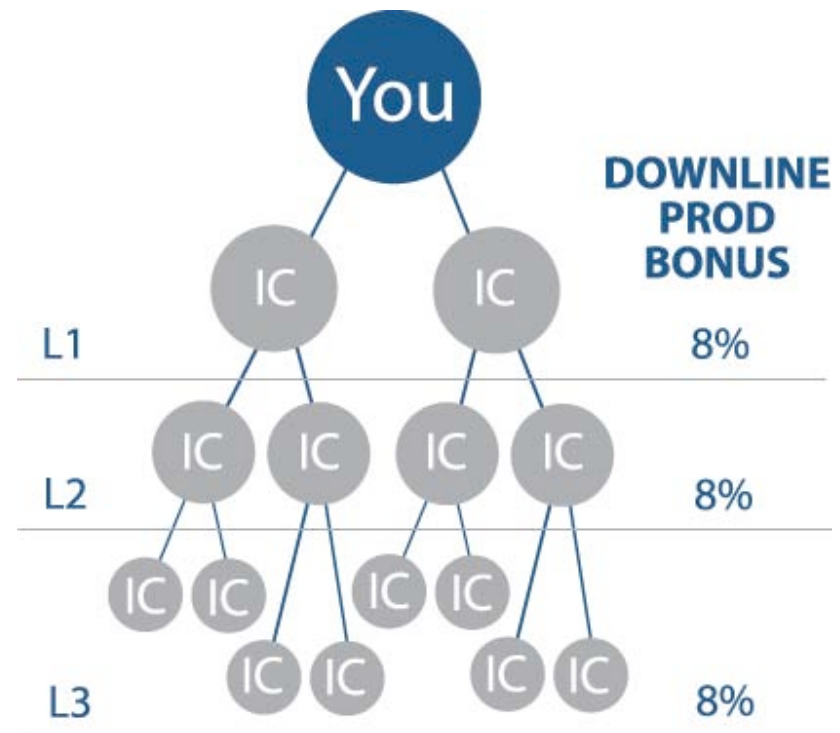 You
DOWNLINE
PROD
BONUS
IC IC
L1 8%
IC IC IC IC
L2 8%
IC IC IC IC
IC IC IC IC
L3 8%